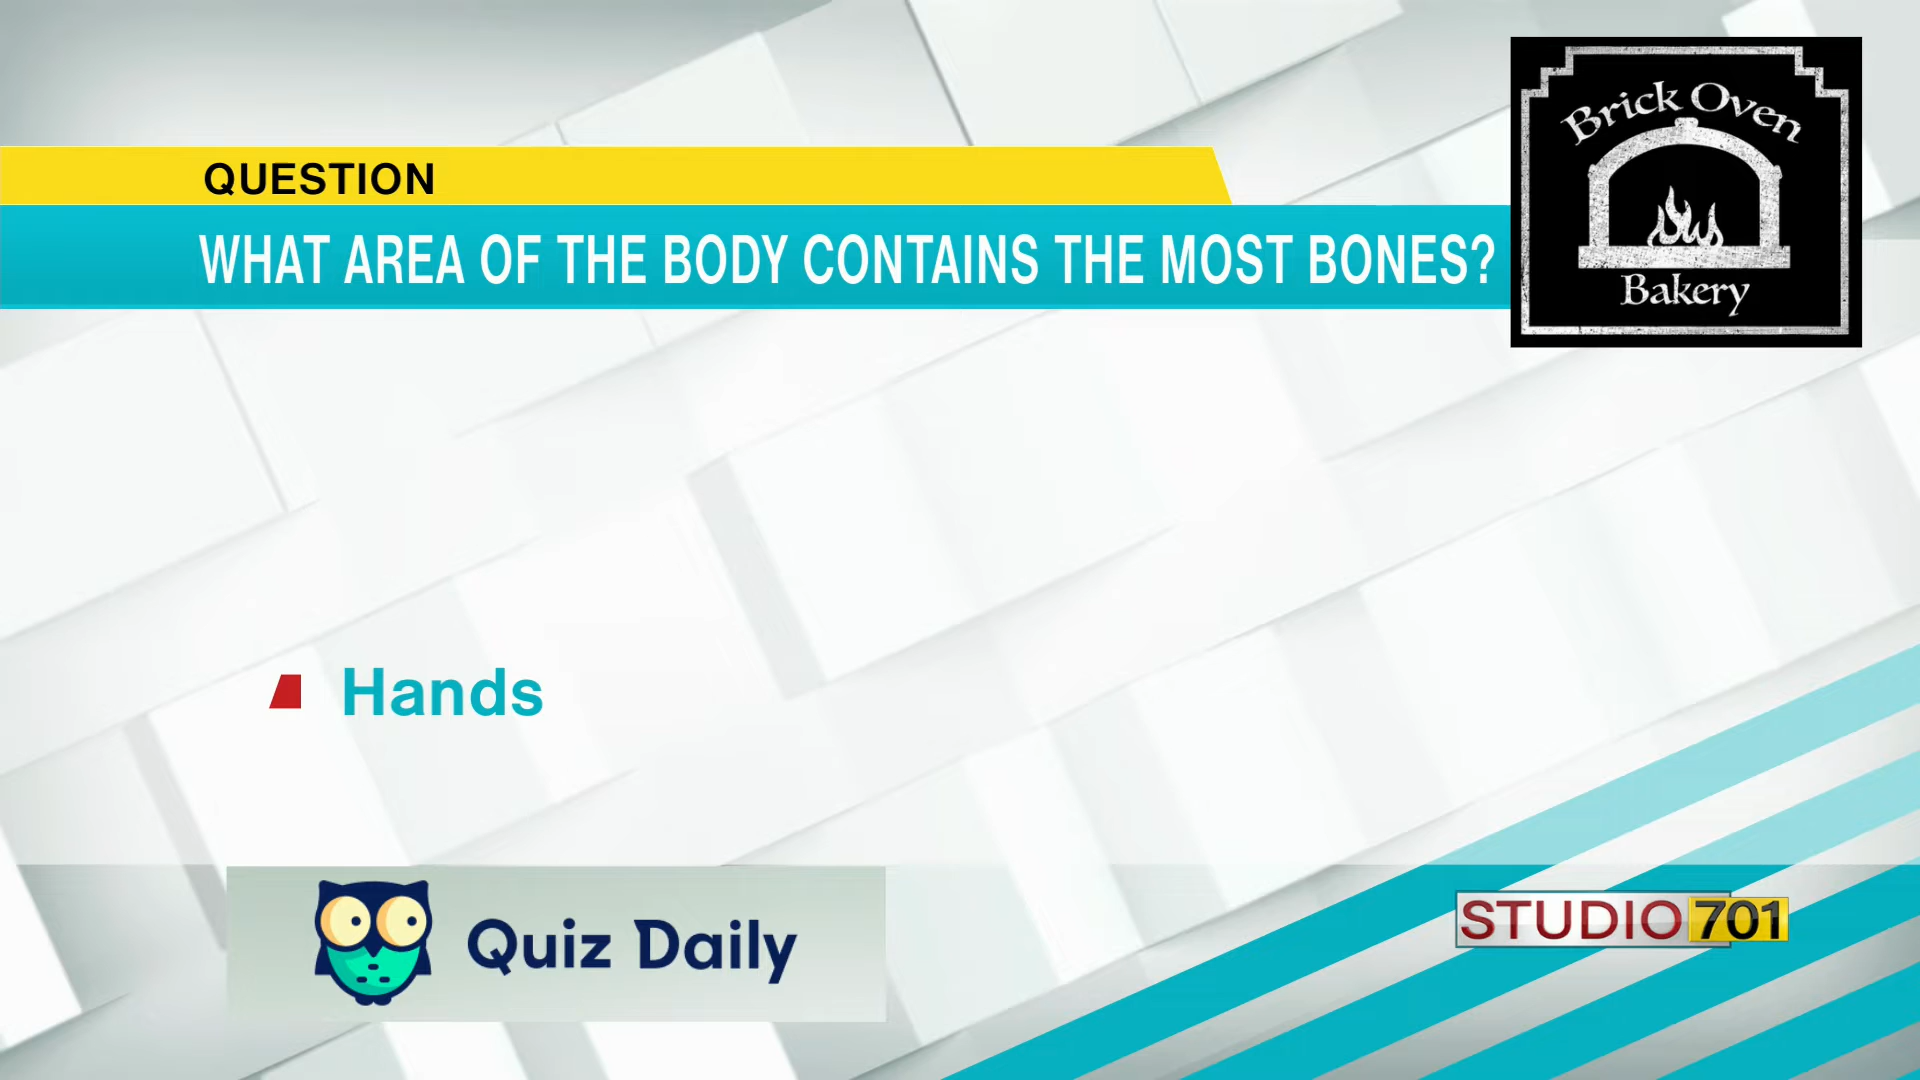 Brick Oven
Bakery
QUESTION
WHAT AREA OF THE BODY CONTAINS THE MOST BONES?
Hands
Quiz Daily
STUDIO 701